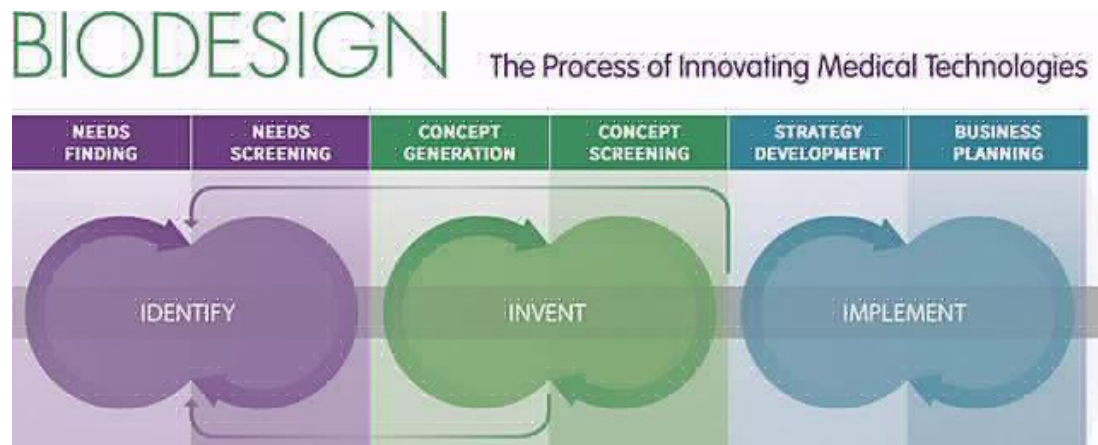 BIODESIGN
The Process of Innovating Medical Technologies
NEEDS
FINDING
NEEDS
SCREENING
CONCEPT
GENERATION
CONCEPT
SCREENING
STRATEGY
DEVELOPMENT
BUSINESS
PLANNING
IDENTIFY
INVENT
IMPLEMENT